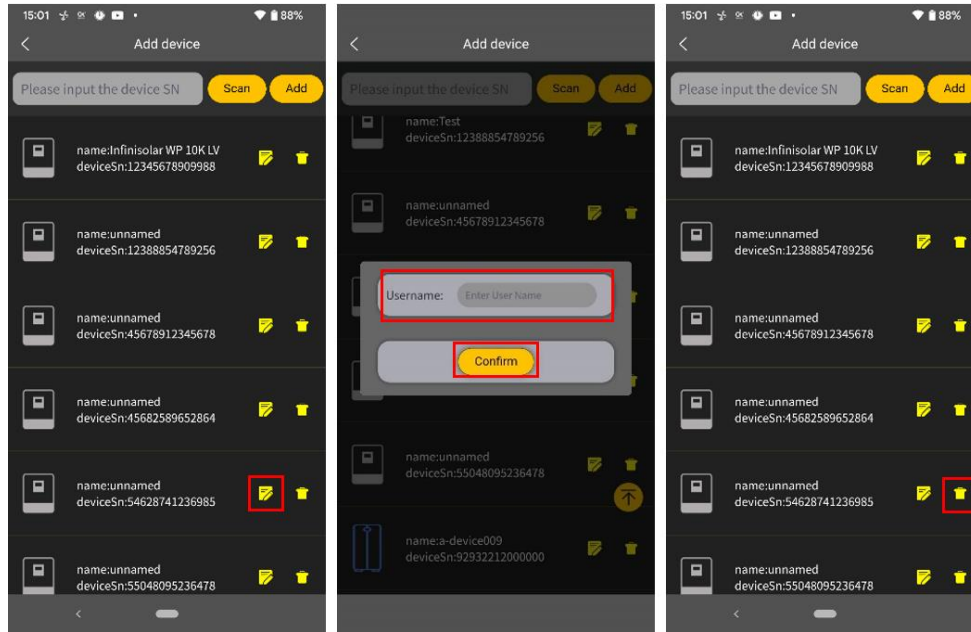 15:01 88%
Add device
Please input the device SN Scan Add
name:Infinisolar WP 10K LV
deviceSn:12345678909988
name:unnamed
deviceSn:12388854789256
name:unnamed
deviceSn:45678912345678
name:unnamed
deviceSn:45682589652864
name:unnamed
deviceSn:54628741236985
name:unnamed
deviceSn:55048095236478
Add device
Please input the device SN Scan Add
name:Test
deviceSn:12388854789256
name:unnamed
deviceSn:45678912345678
Username: Enter User Name
Confirm
name:unnamed
deviceSn:55048095236478
name:a-device009
deviceSn:92932212000000
15:01 88%
Add device
Please input the device SN Scan Add
name:Infinisolar WP 10K LV
deviceSn:12345678909988
name:unnamed
deviceSn:12388854789256
name:unnamed
deviceSn:45678912345678
name:unnamed
deviceSn:45682589652864
name:unnamed
deviceSn:54628741236985
name:unnamed
deviceSn:55048095236478